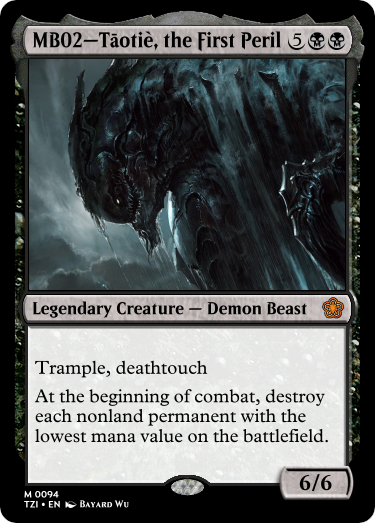 MB02—Tāotiè, the First Peril 5
Legendary Creature — Demon Beast
Trample, deathtouch
At the beginning of combat, destroy
each nonland permanent with the
lowest mana value on the battlefield.
6/6
M 0094
TZI • EN Bayard Wu